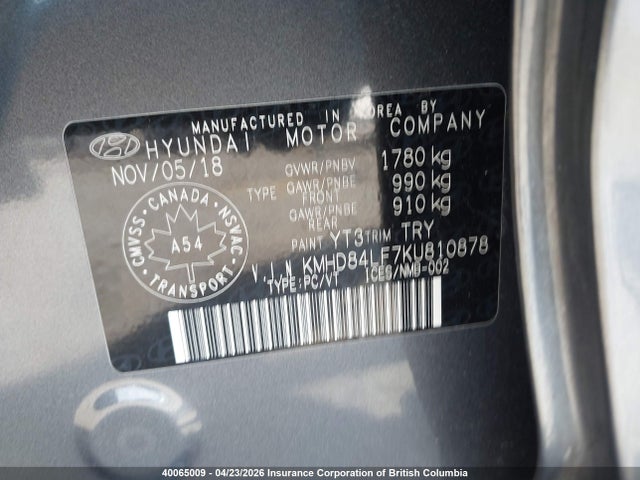 MANUFACTURED IN KOREA BY
HYUNDAI MOTOR COMPANY
NOV/05/18
GVWR/PNBV 1780 kg
TYPE GAWR/PNBE FRONT 990 kg
GAWR/PNBE REAR 910 kg
PAINT YT3 TRIM TRY
V.I.N KMHD84LF7KU810878
TYPE:PC/VT ICES/NMB-002
CANADA
CMVSS NSVAC
A54
TRANSPORT
40065009 - 04/23/2026 Insurance Corporation of British Columbia